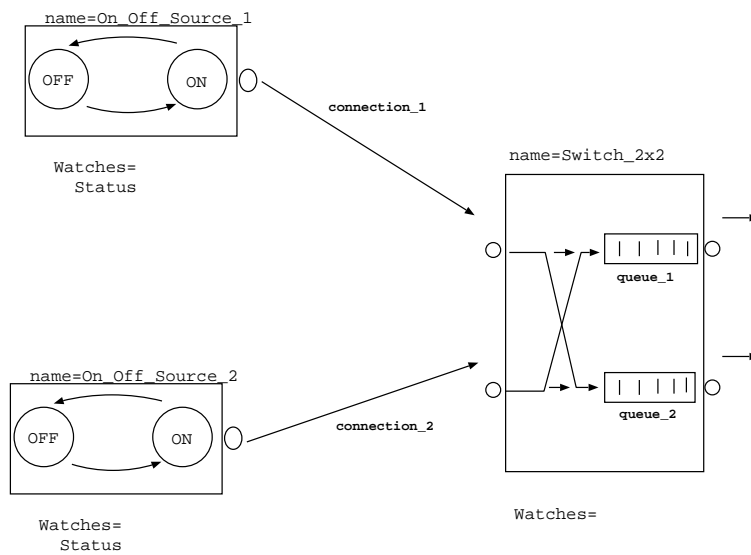 name=On_Off_Source_1
OFF
ON
connection_1
Watches=
Status
name=Switch_2x2
queue_1
queue_2
Watches=
name=On_Off_Source_2
OFF
ON
connection_2
Watches=
Status